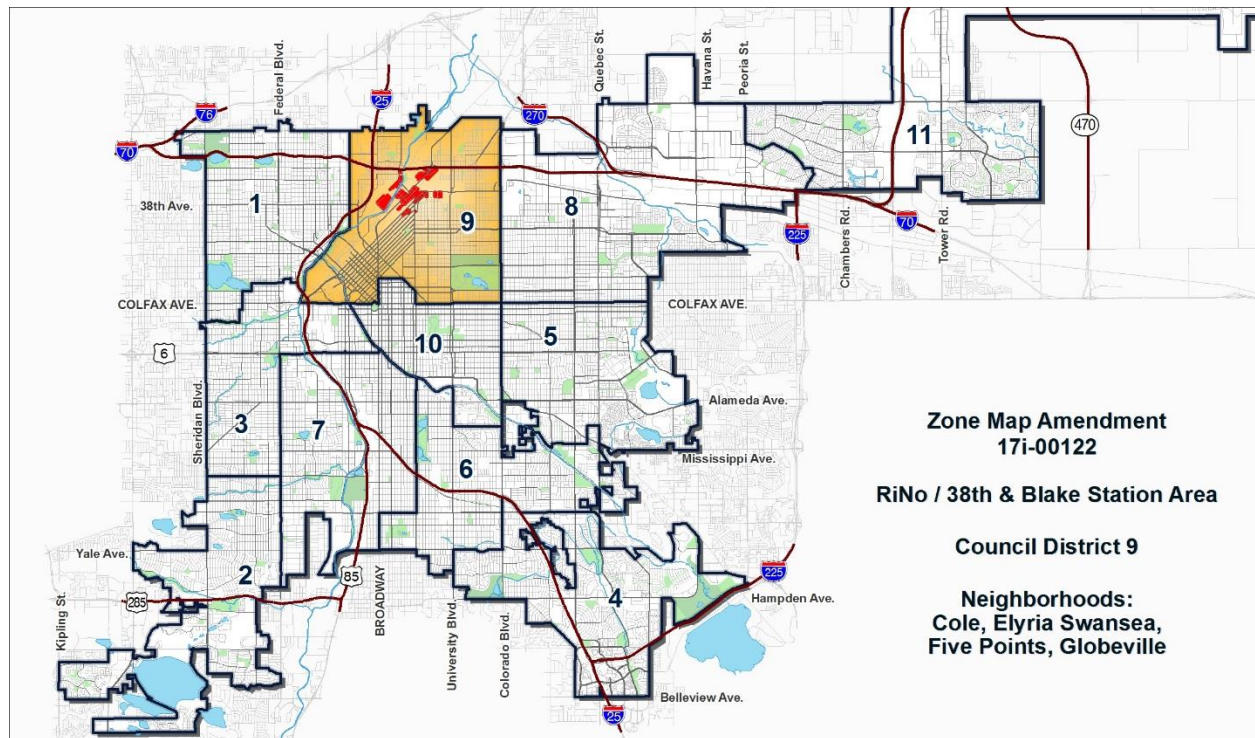 Federal Blvd.
25
Quebec St.
Havana St.
Peoria St.
76
270
70
11
470
38th Ave.
1
9
8
225
Chambers Rd.
70
Tower Rd.
COLFAX AVE.
COLFAX AVE.
6
10
5
Sheridan Blvd.
3
7
Alameda Ave.
Mississippi Ave.
6
Zone Map Amendment
17i-00122
RiNo / 38th & Blake Station Area
Council District 9
Neighborhoods:
Cole, Elyria Swansea,
Five Points, Globeville
Yale Ave.
2
85
285
Kipling St.
BROADWAY
University Blvd.
Colorado Blvd.
4
225
Hampden Ave.
Belleview Ave.
25